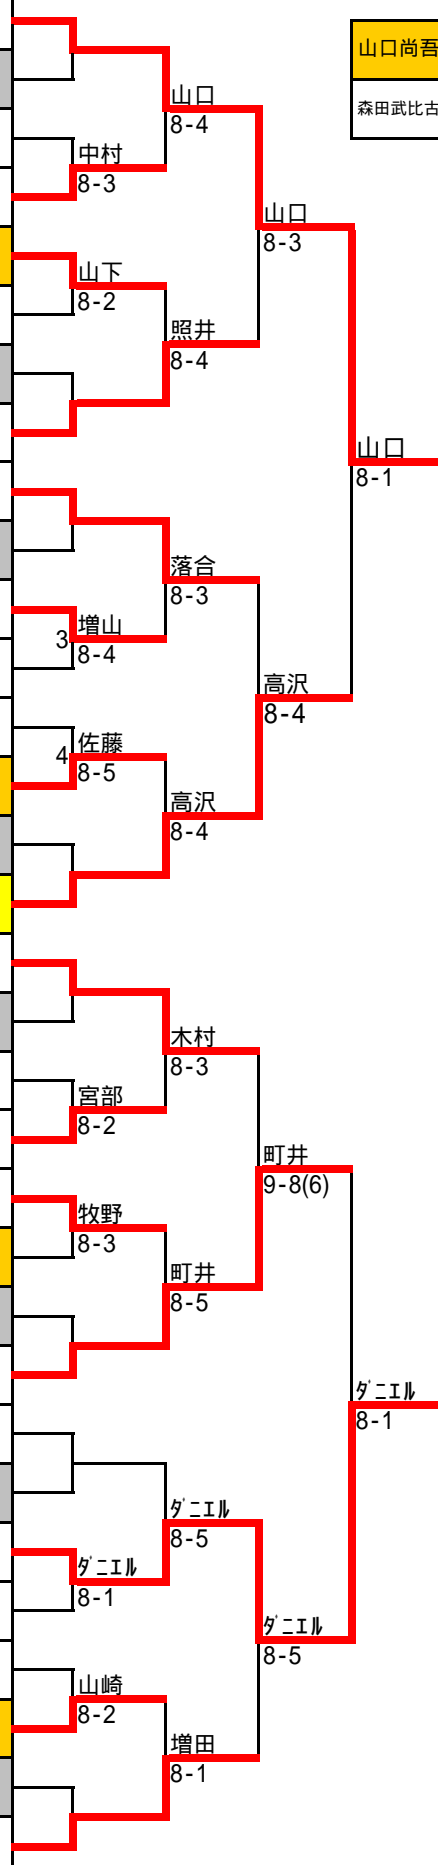 山口尚吾
森田武比古
山口
8-4
中村
8-3
山口
8-3
山下
8-2
照井
8-4
山口
8-1
落合
8-3
3
増山
8-4
高沢
8-4
4
佐藤
8-5
高沢
8-4
木村
8-3
宮部
8-2
町井
9-8(6)
牧野
8-3
町井
8-5
ﾀﾞﾆｴﾙ
8-1
ﾀﾞﾆｴﾙ
8-5
ﾀﾞﾆｴﾙ
8-1
ﾀﾞﾆｴﾙ
8-5
山崎
8-2
増田
8-1